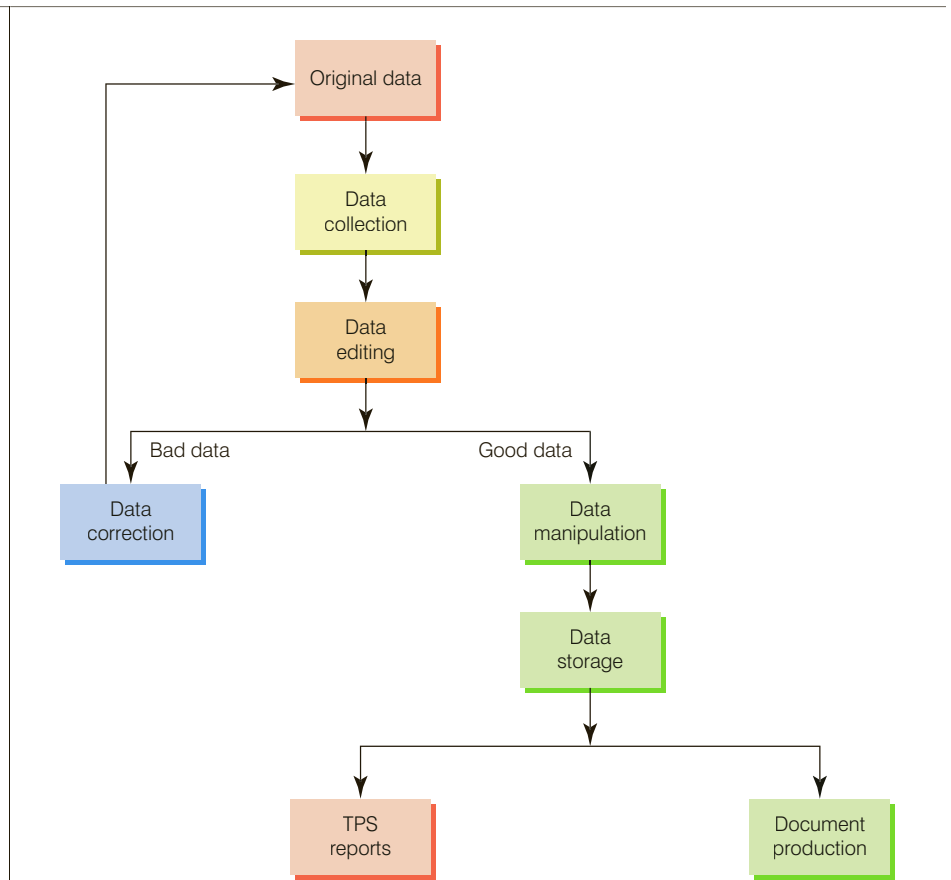 Original data
Data
collection
Data
editing
Bad data
Good data
Data
correction
Data
manipulation
Data
storage
TPS
reports
Document
production